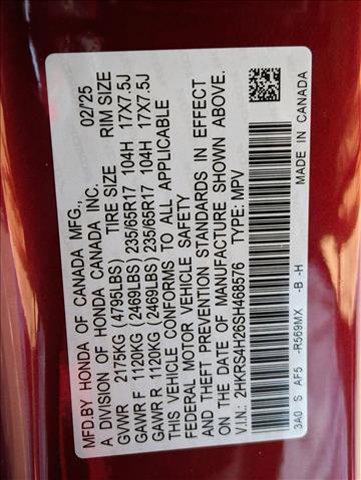 MFD.BY HONDA OF CANADA MFG., 02/25
A DIVISION OF HONDA CANADA INC.
TIRE SIZE RIM SIZE
GVWR 2175KG (4795LBS)
GAWR F 1120KG (2469LBS) 235/65R17 104H 17X7.5J
GAWR R 1120KG (2469LBS) 235/65R17 104H 17X7.5J
THIS VEHICLE CONFORMS TO ALL APPLICABLE
FEDERAL MOTOR VEHICLE SAFETY
AND THEFT PREVENTION STANDARDS IN EFFECT
ON THE DATE OF MANUFACTURE SHOWN ABOVE.
V.I.N.: 2HKRS4H26SH468576 TYPE: MPV
3A0 S AF5 -R569MX -B -H MADE IN CANADA